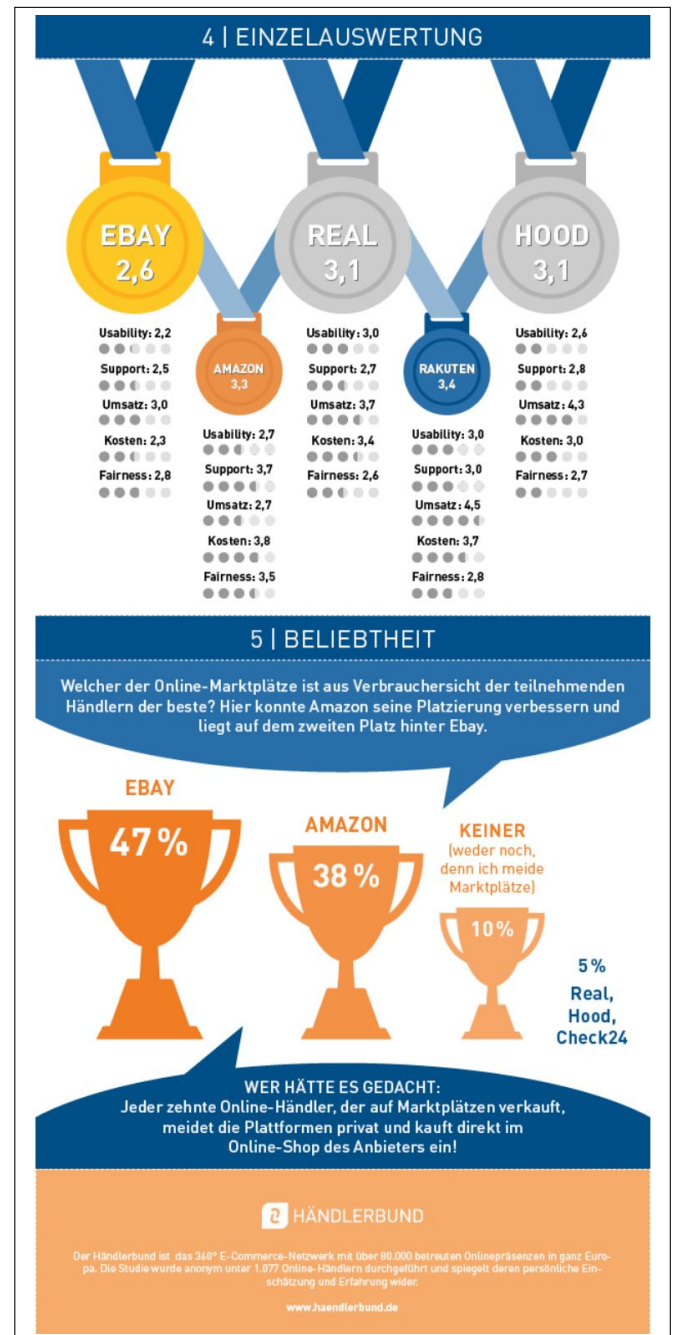 4 | EINZELAUSWERTUNG
EBAY
2,6
Usability: 2,2
Support: 2,5
Umsatz: 3,0
Kosten: 2,3
Fairness: 2,8
AMAZON
3,3
Usability: 2,7
Support: 3,7
Umsatz: 2,7
Kosten: 3,8
Fairness: 3,5
REAL
3,1
Usability: 3,0
Support: 2,7
Umsatz: 3,7
Kosten: 3,4
Fairness: 2,6
RAKUTEN
3,4
Usability: 3,0
Support: 3,0
Umsatz: 4,5
Kosten: 3,7
Fairness: 2,8
HOOD
3,1
Usability: 2,6
Support: 2,8
Umsatz: 4,3
Kosten: 3,0
Fairness: 2,7
5 | BELIEBTHEIT
Welcher der Online-Marktplätze ist aus Verbrauchersicht der teilnehmenden
Händlern der beste? Hier konnte Amazon seine Platzierung verbessern und
liegt auf dem zweiten Platz hinter Ebay.
EBAY
47 %
AMAZON
38 %
KEINER
(weder noch,
denn ich meide
Marktplätze)
10 %
5 %
Real,
Hood,
Check24
WER HÄTTE ES GEDACHT:
Jeder zehnte Online-Händler, der auf Marktplätzen verkauft,
meidet die Plattformen privat und kauft direkt im
Online-Shop des Anbieters ein!
HÄNDLERBUND
Der Händlerbund ist das 360° E-Commerce-Netzwerk mit über 80.000 betreuten Onlinepräsenzen in ganz Euro-
pa. Die Studie wurde anonym unter 1.077 Online-Händlern durchgeführt und spiegelt deren persönliche Ein-
schätzung und Erfahrung wider.
www.haendlerbund.de